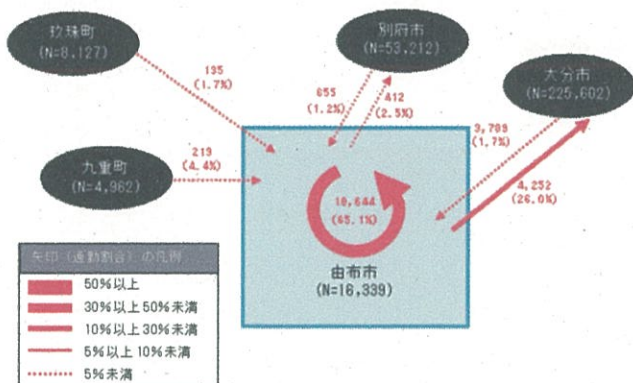 玖珠町
(N=8,127)
別府市
(N=53,212)
大分市
(N=225,602)
195
(1.7%)
655
(1.2%)
412
(2.5%)
3,709
(1.7%)
4,252
(26.0%)
九重町
(N=4,962)
219
(4.4%)
10,644
(65.1%)
由布市
(N=16,339)
矢印(通勤割合)の凡例
50%以上
30%以上50%未満
10%以上30%未満
5%以上10%未満
5%未満